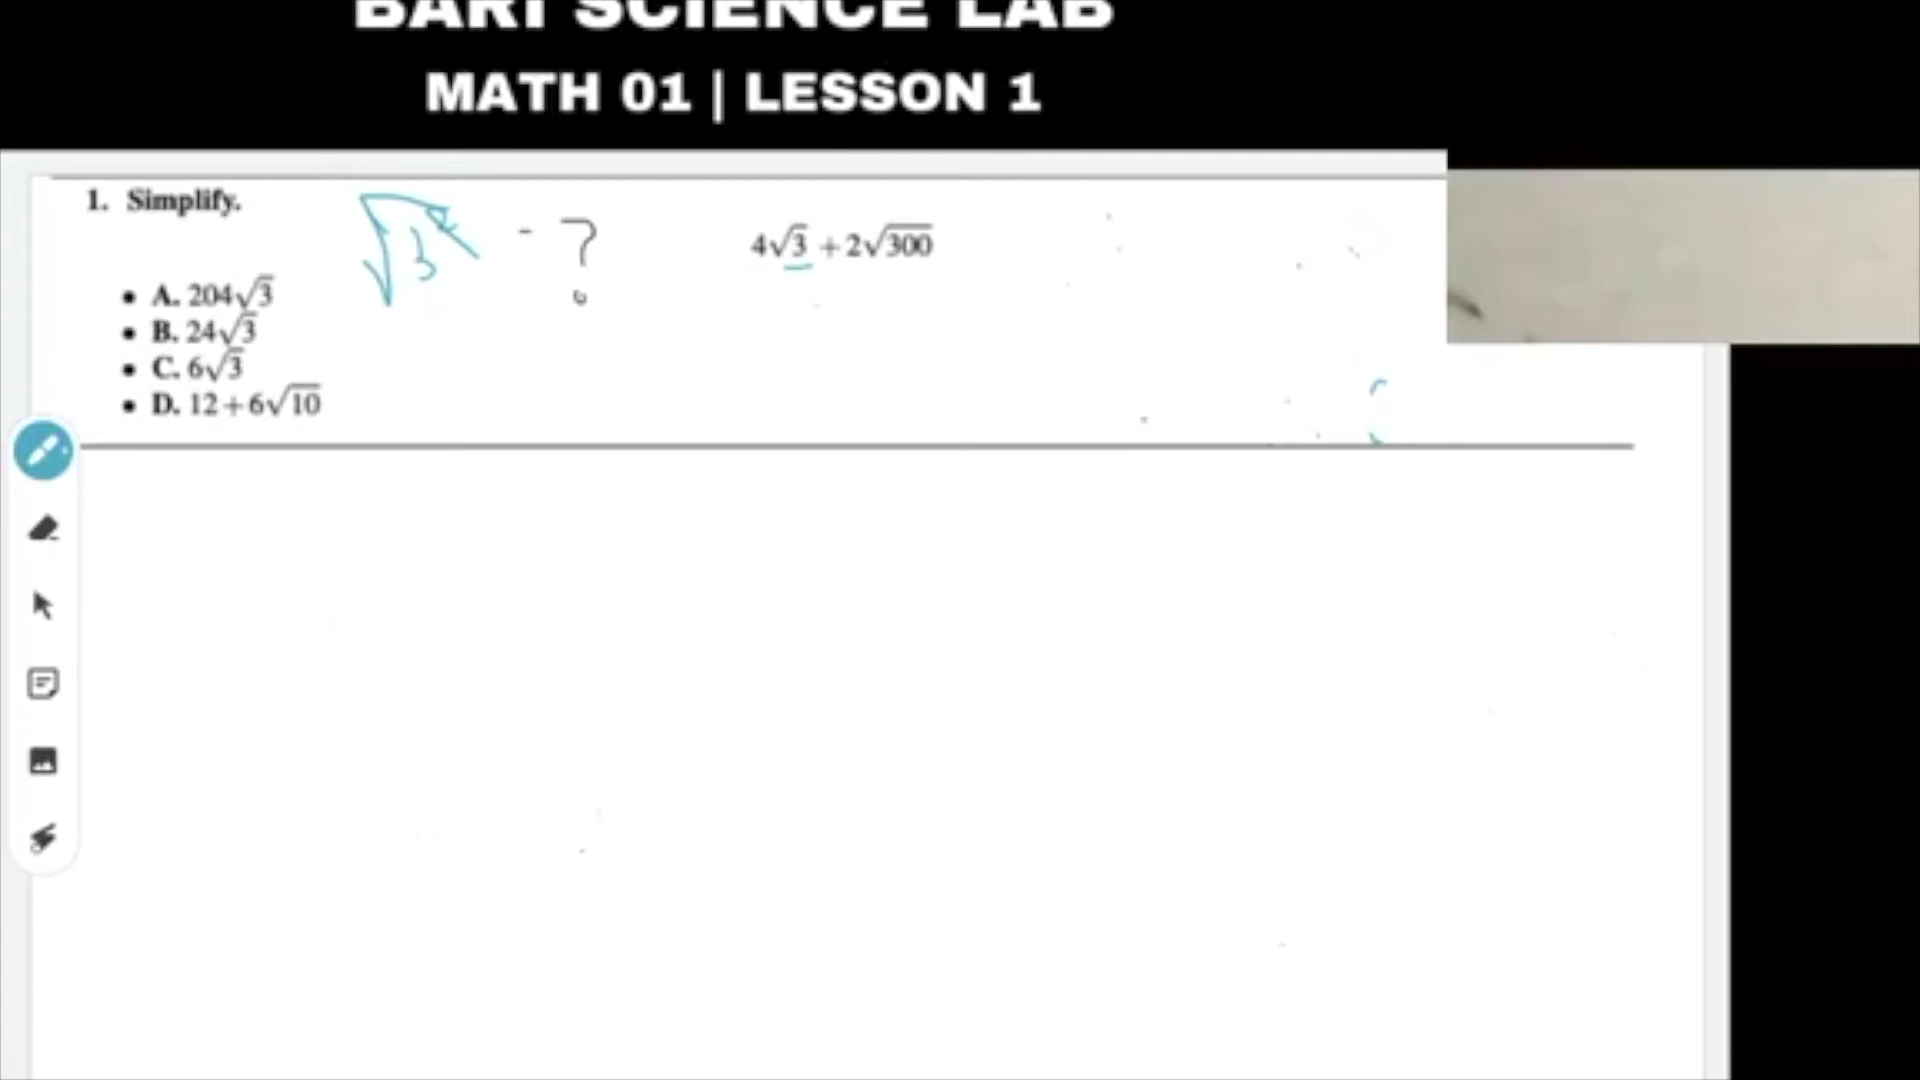 BARI SCIENCE LAB
MATH 01 | LESSON 1
1. Simplify.
√3² - ?
4√3 + 2√300
• A. 204√3
• B. 24√3
• C. 6√3
• D. 12+6√10